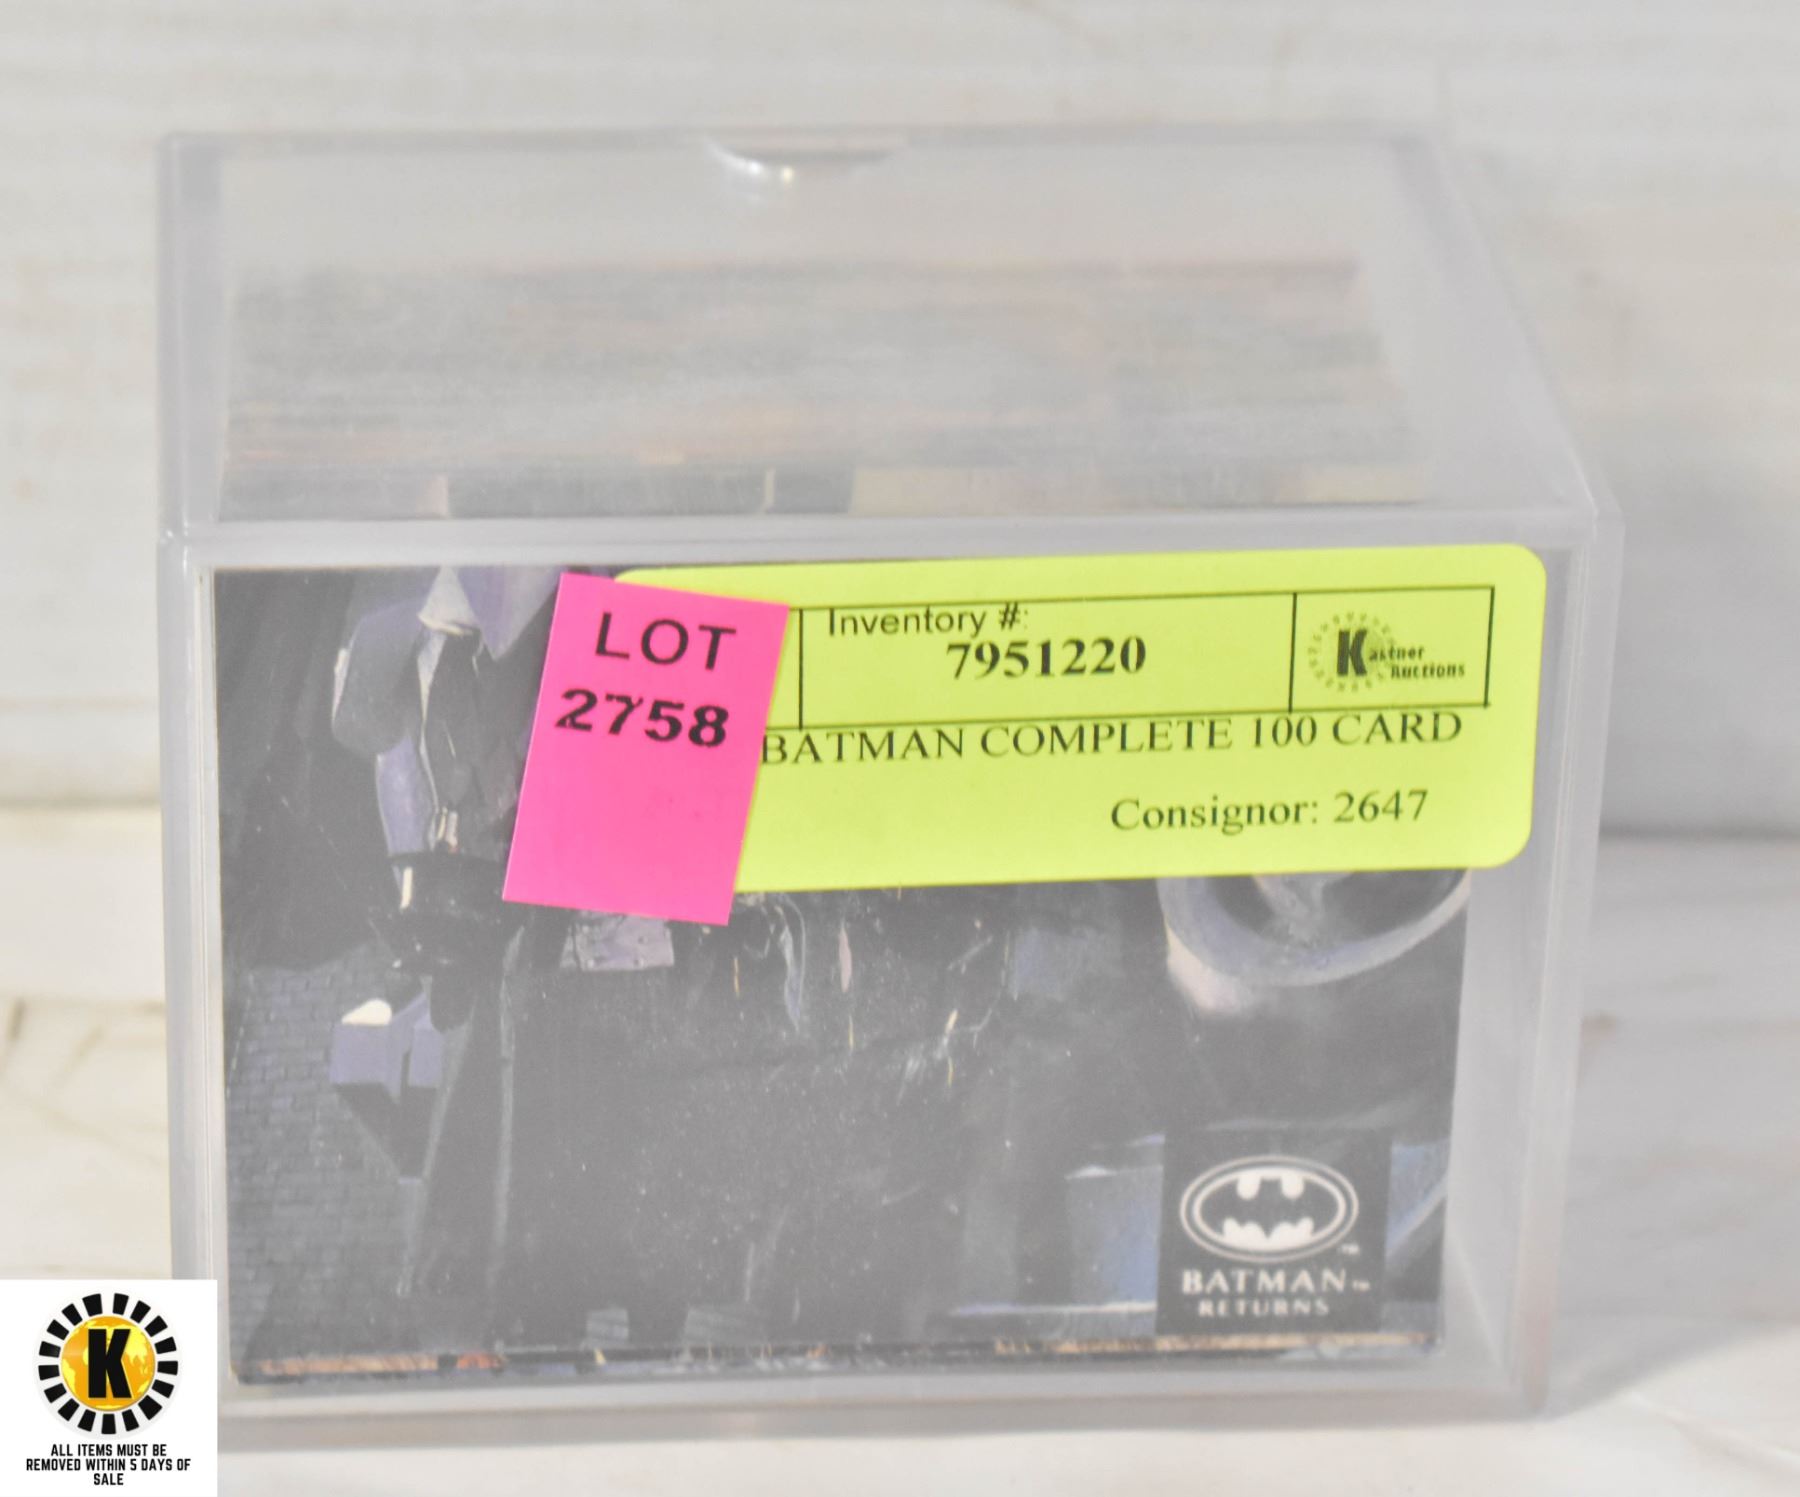 LOT
2758
Inventory #:
7951220
Kastner
Auctions
BATMAN COMPLETE 100 CARD
Consignor: 2647
BATMAN™
RETURNS
K
ALL ITEMS MUST BE
REMOVED WITHIN 5 DAYS OF
SALE